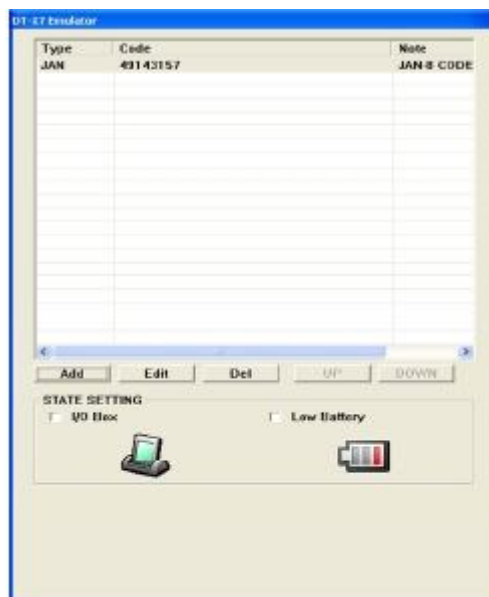 DT-X7 Emulator
Type Code Note
JAN 49143157 JAN-8 CODE
Add Edit Del UP DOWN
STATE SETTING
I/O Box Low Battery